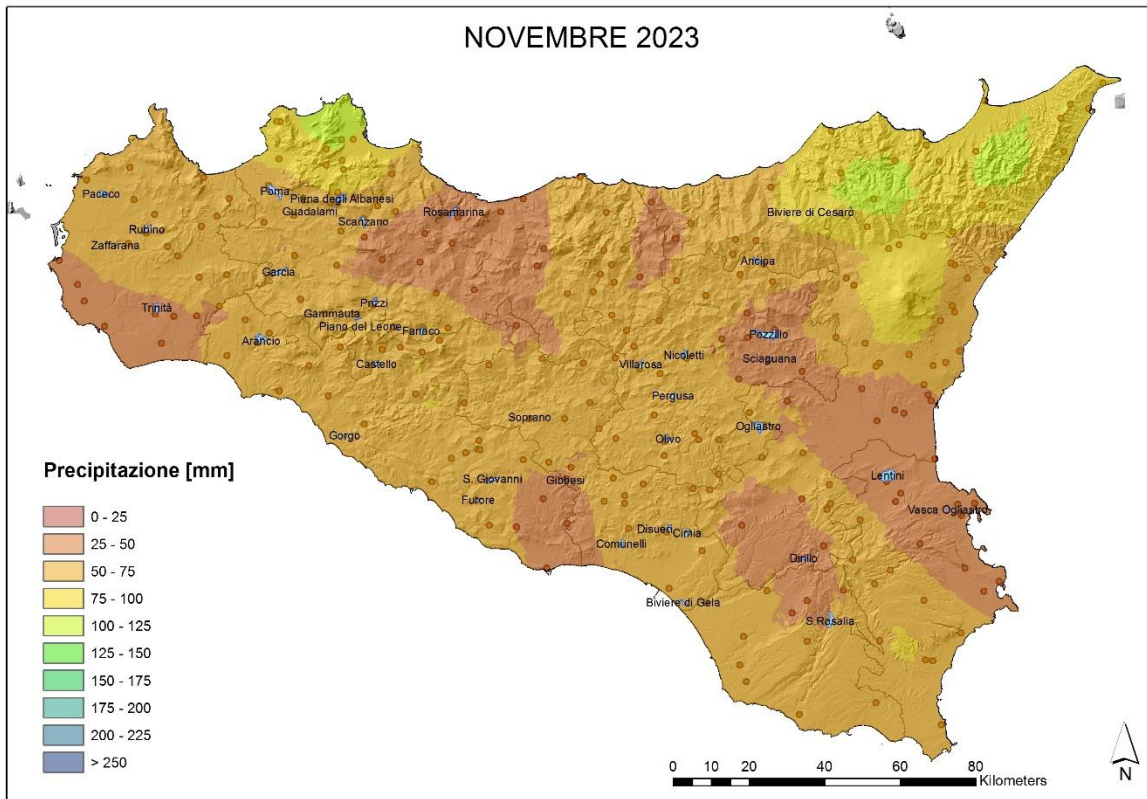 NOVEMBRE 2023
Paceco
Poma
Piana degli Albanesi
Guadalami
Rosamarina
Biviere di Cesarò
Scanzano
Rubino
Zaffarana
Ancipa
Garcia
Trinità
Prizzi
Gammauta
Piano del Leone
Fanaco
Pozzillo
Arancio
Castello
Villarosa
Nicoletti
Sciaguana
Pergusa
Soprano
Ogliastro
Gorgo
Olivo
Precipitazione [mm]
S. Giovanni
Gibbesi
Lentini
Furore
Vasca Ogliastro
0 - 25
25 - 50
50 - 75
75 - 100
100 - 125
125 - 150
150 - 175
175 - 200
200 - 225
> 250
Disueri
Cimia
Comunelli
Dirillo
Biviere di Gela
S.Rosalia
0 10 20 40 60 80
Kilometers
N